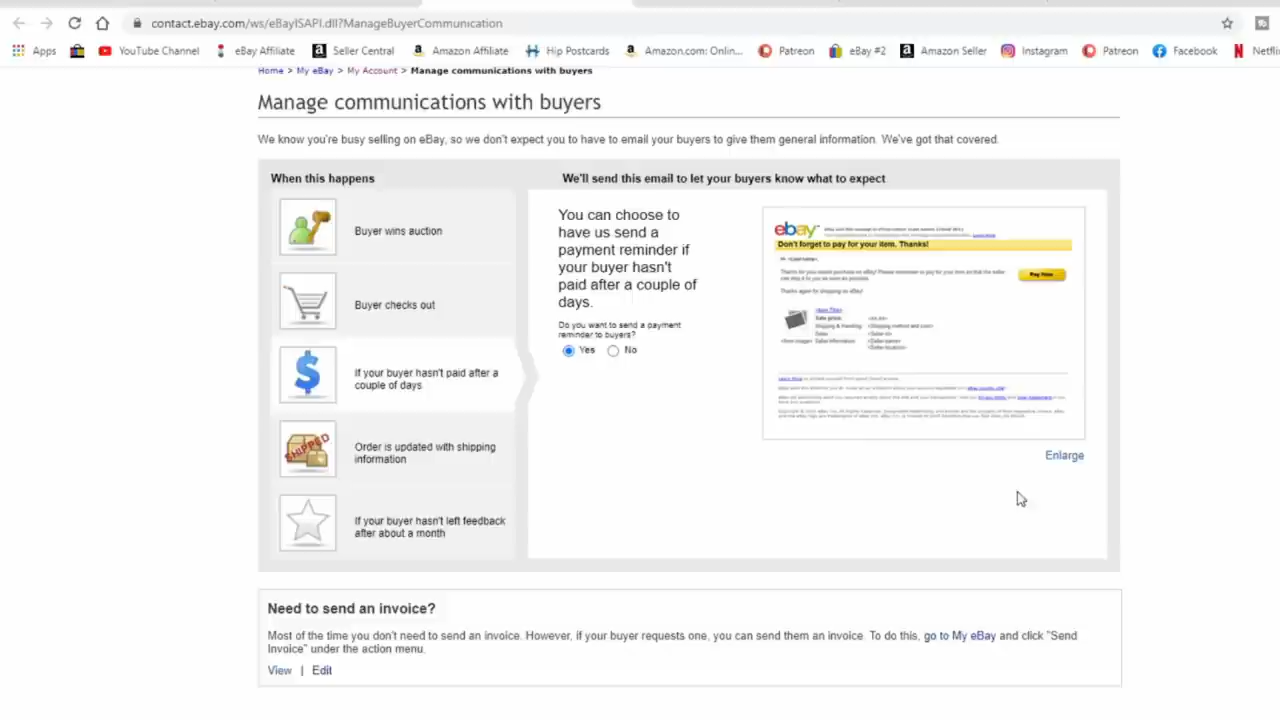 contact.ebay.com/ws/eBayISAPI.dll?ManageBuyerCommunication
Apps YouTube Channel eBay Affiliate Seller Central Amazon Affiliate Hip Postcards Amazon.com: Onlin... Patreon eBay #2 Amazon Seller Instagram Patreon Facebook Netfli
Home > My eBay > My Account > Manage communications with buyers
Manage communications with buyers
We know you're busy selling on eBay, so we don't expect you to have to email your buyers to give them general information. We've got that covered.
When this happens
Buyer wins auction
Buyer checks out
If your buyer hasn't paid after a
couple of days
SHIPPED
Order is updated with shipping
information
If your buyer hasn't left feedback
after about a month
We'll send this email to let your buyers know what to expect
You can choose to
have us send a
payment reminder if
your buyer hasn't
paid after a couple of
days.
Do you want to send a payment
reminder to buyers?
Yes No
ebay
Don't forget to pay for your item. Thanks!
Pay Now
Thanks again for shopping on eBay!
Enlarge
Need to send an invoice?
Most of the time you don't need to send an invoice. However, if your buyer requests one, you can send them an invoice. To do this, go to My eBay and click "Send
Invoice" under the action menu.
View | Edit